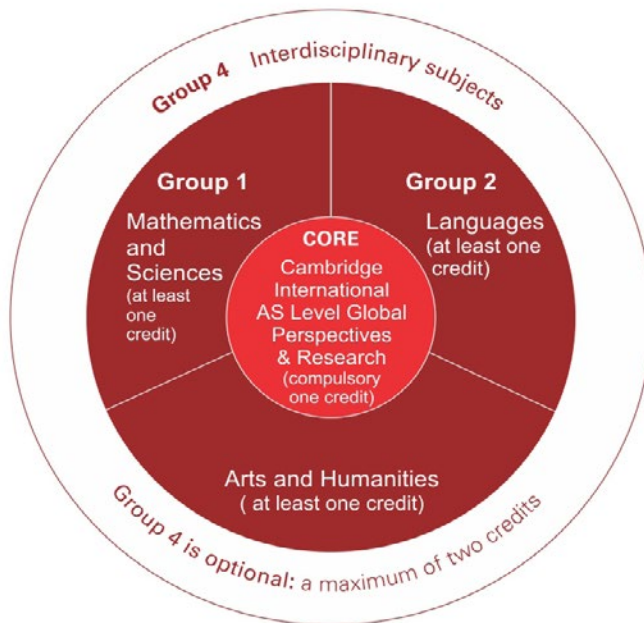 Group 4 Interdisciplinary subjects
Group 1
Mathematics
and
Sciences
(at least
one
credit)
Group 2
Languages
(at least one
credit)
CORE
Cambridge
International
AS Level Global
Perspectives
& Research
(compulsory
one credit)
Arts and Humanities
( at least one credit)
Group 4 is optional: a maximum of two credits